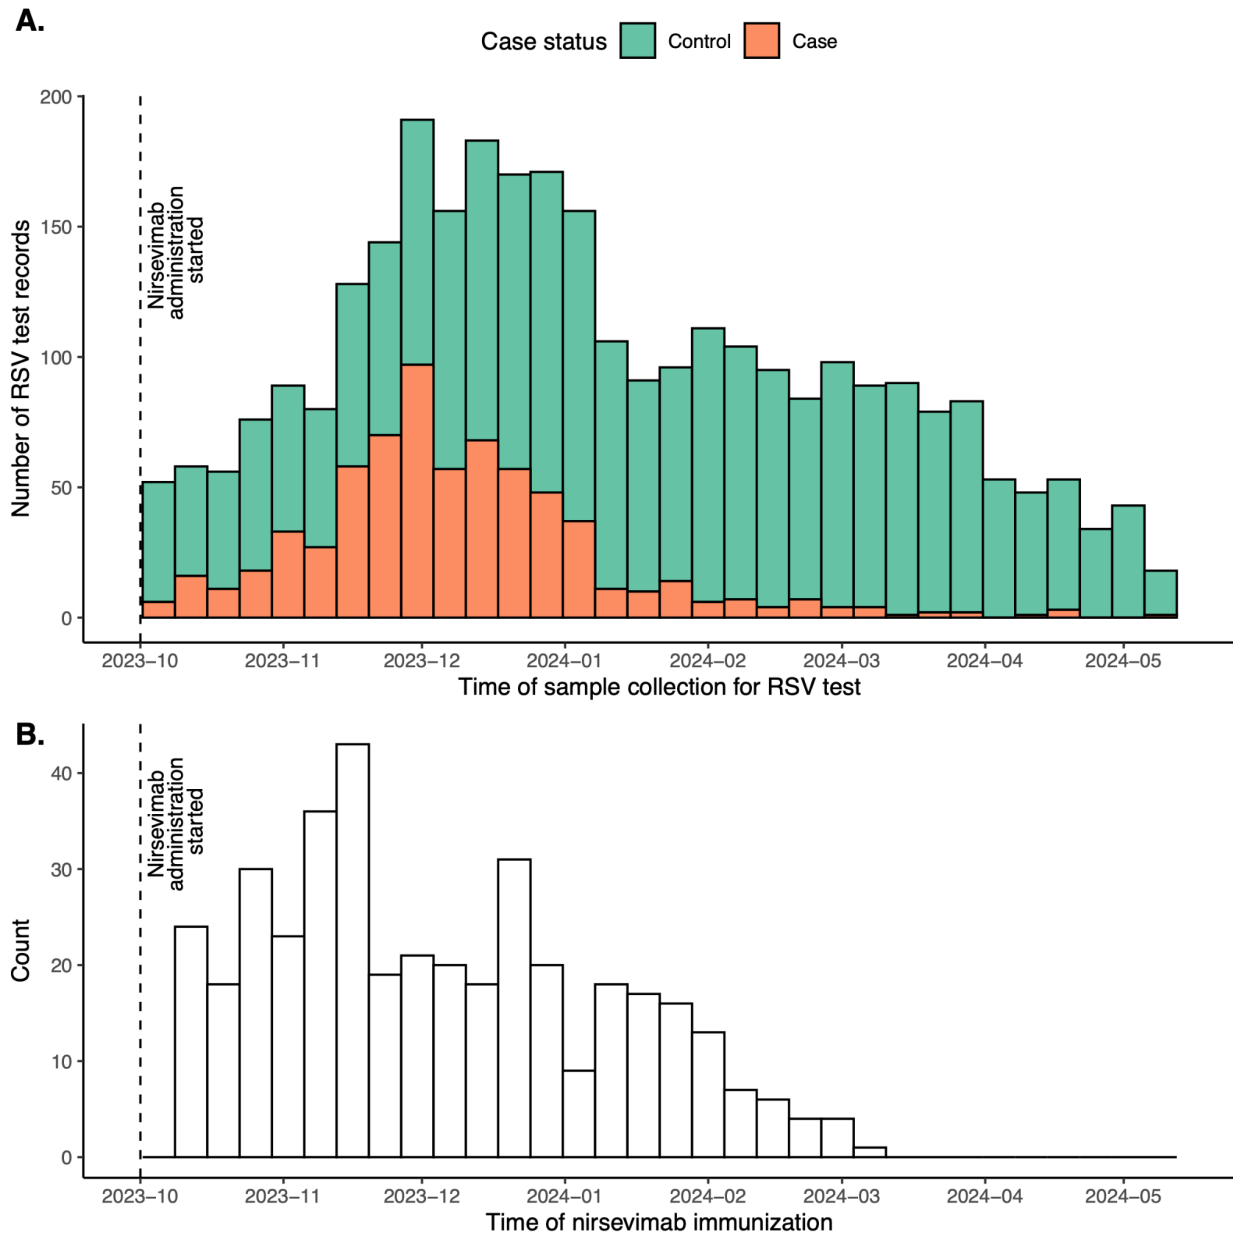 A.
Case status Control Case
200
150
100
50
0
Number of RSV test records
Nirsevimab
administration
started
2023–10 2023–11 2023–12 2024–01 2024–02 2024–03 2024–04 2024–05
Time of sample collection for RSV test
B.
40
30
20
10
0
Count
Nirsevimab
administration
started
2023–10 2023–11 2023–12 2024–01 2024–02 2024–03 2024–04 2024–05
Time of nirsevimab immunization